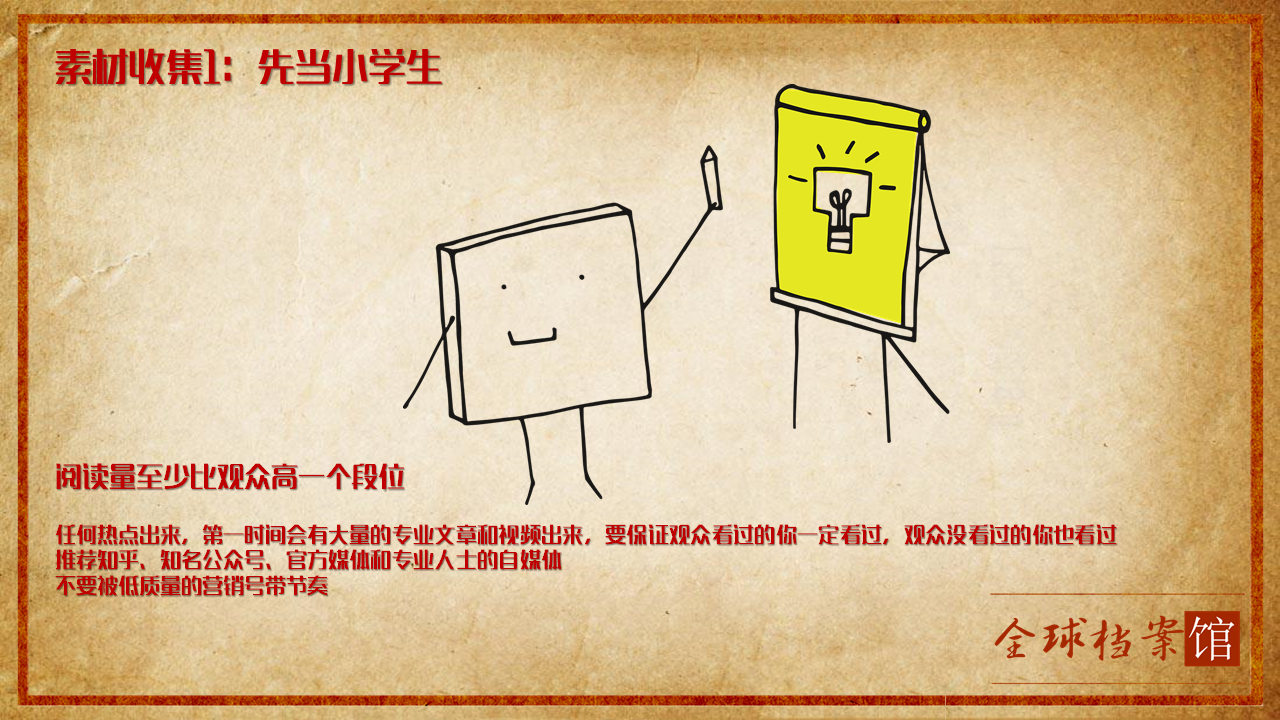 素材收集1：先当小学生
阅读量至少比观众高一个段位
任何热点出来，第一时间会有大量的专业文章和视频出来，要保证观众看过的你一定看过，观众没看过的你也看过
推荐知乎、知名公众号、官方媒体和专业人士的自媒体
不要被低质量的营销号带节奏
全球档案馆